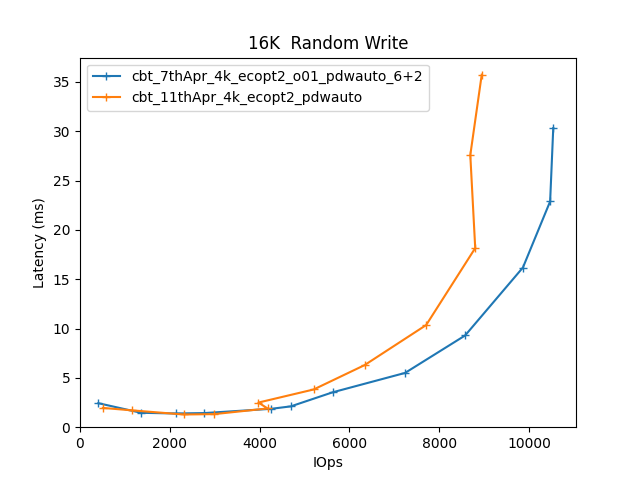 16K  Random Write
cbt_7thApr_4k_ecopt2_o01_pdwauto_6+2
cbt_11thApr_4k_ecopt2_pdwauto
Latency (ms)
35
30
25
20
15
10
5
0
0 2000 4000 6000 8000 10000
IOps